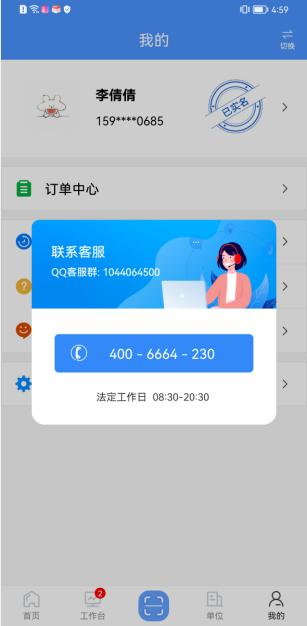 4:59
我的
切换
李倩倩
159****0685
已实名
订单中心
联系客服
QQ客服群: 1044064500
400 - 6664 - 230
法定工作日 08:30-20:30
2
首页
工作台
单位
我的